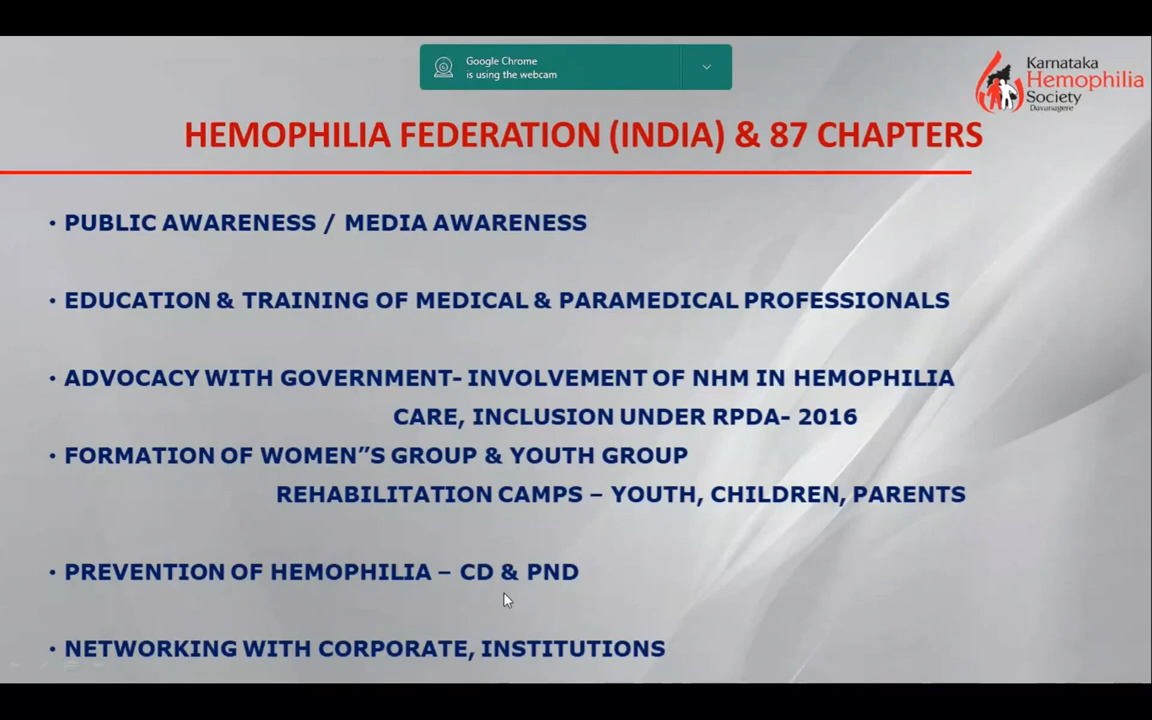 Google Chrome
is using the webcam
Karnataka
Hemophilia
Society
Davanagere
HEMOPHILIA FEDERATION (INDIA) & 87 CHAPTERS
• PUBLIC AWARENESS / MEDIA AWARENESS
• EDUCATION & TRAINING OF MEDICAL & PARAMEDICAL PROFESSIONALS
• ADVOCACY WITH GOVERNMENT- INVOLVEMENT OF NHM IN HEMOPHILIA
CARE, INCLUSION UNDER RPDA- 2016
• FORMATION OF WOMEN”S GROUP & YOUTH GROUP
REHABILITATION CAMPS – YOUTH, CHILDREN, PARENTS
• PREVENTION OF HEMOPHILIA – CD & PND
• NETWORKING WITH CORPORATE, INSTITUTIONS